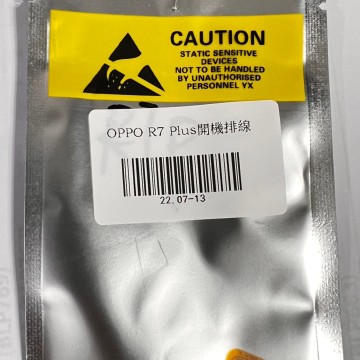 CAUTION
STATIC SENSITIVE
DEVICES
NOT TO BE HANDLED
BY UNAUTHORISED
PERSONNEL YX
OPPO R7 Plus開機排線
22.07-13